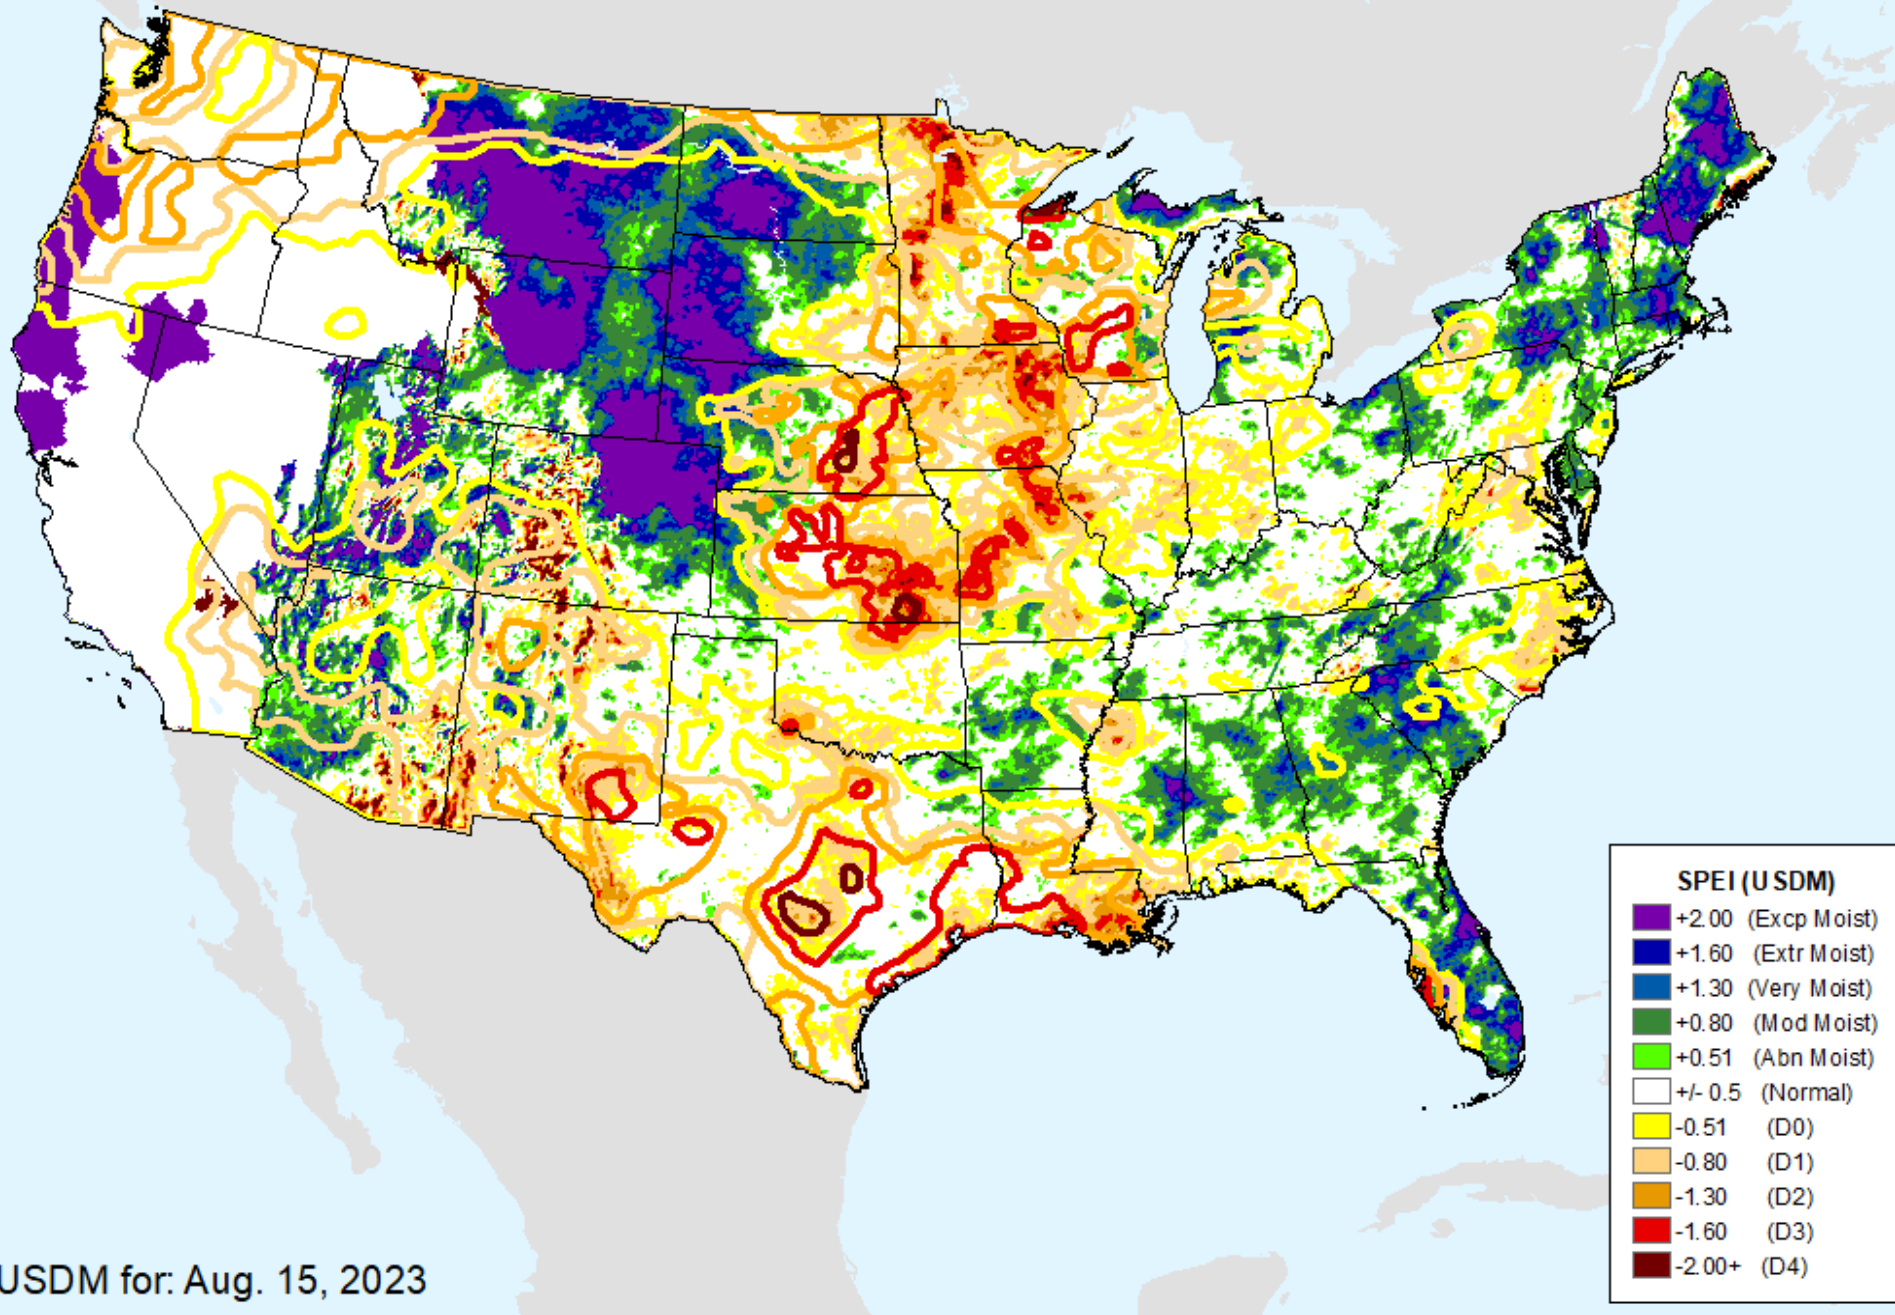 SPEI (USDM)
+2.00 (Excp Moist)
+1.60 (Extr Moist)
+1.30 (Very Moist)
+0.80 (Mod Moist)
+0.51 (Abn Moist)
+/- 0.5 (Normal)
-0.51 (D0)
-0.80 (D1)
-1.30 (D2)
-1.60 (D3)
-2.00+ (D4)
USDM for: Aug. 15, 2023